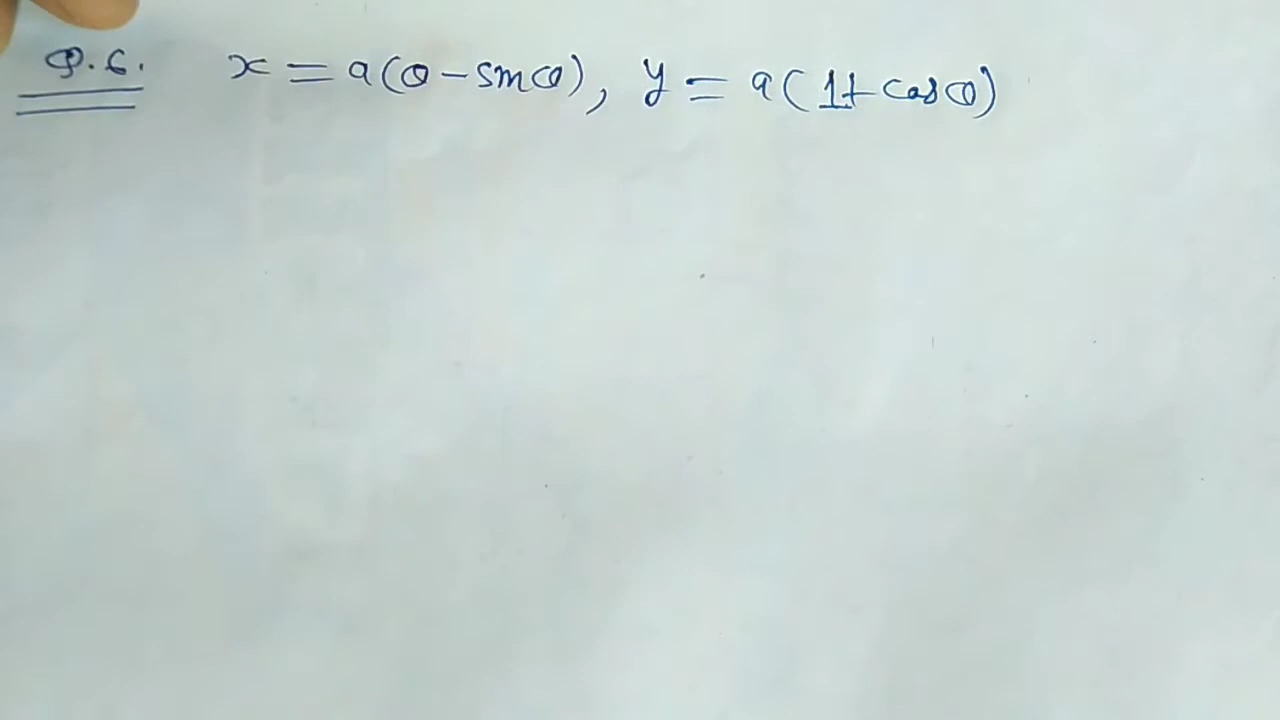 Q.6. x = a(θ - sinθ), y = a(1+ cosθ)